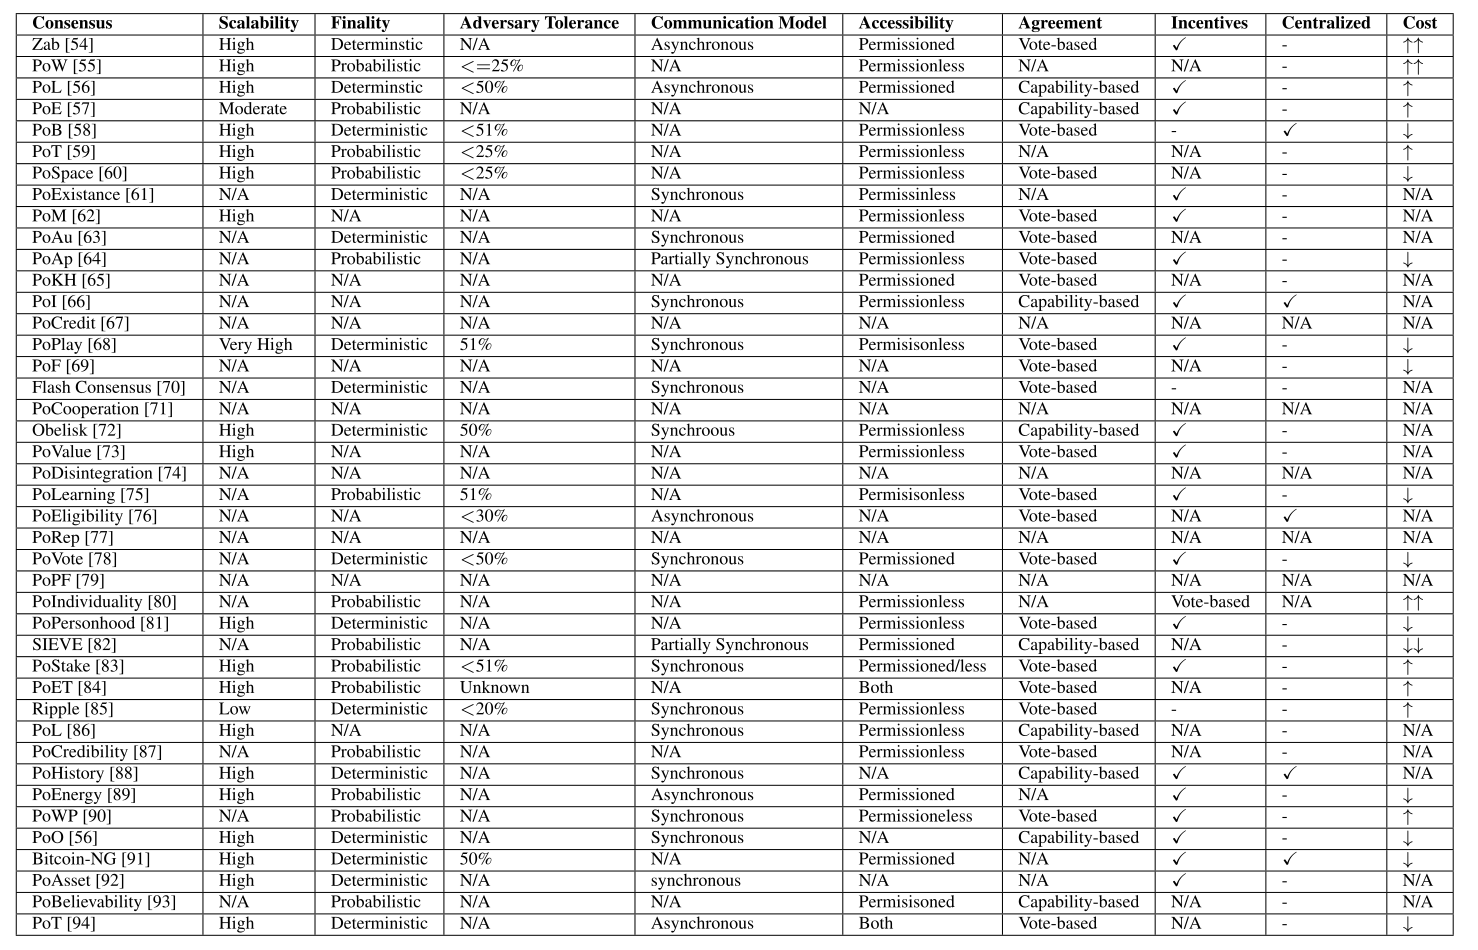 Consensus Scalability Finality Adversary Tolerance Communication Model Accessibility Agreement Incentives Centralized Cost
Zab [54] High Determinstic N/A Asynchronous Permissioned Vote-based ✓ - ↑↑
PoW [55] High Probabilistic <=25% N/A Permissionless N/A N/A - ↑↑
PoL [56] High Determinstic <50% Asynchronous Permissioned Capability-based ✓ - ↑
PoE [57] Moderate Probabilistic N/A N/A N/A Capability-based ✓ - ↑
PoB [58] High Deterministic <51% N/A Permissionless Vote-based - ✓ ↓
PoT [59] High Probabilistic <25% N/A Permissionless N/A N/A - ↑
PoSpace [60] High Probabilistic <25% N/A Permissionless Vote-based N/A - ↓
PoExistance [61] N/A Deterministic N/A Synchronous Permissinless N/A ✓ - N/A
PoM [62] High N/A N/A N/A Permissionless Vote-based ✓ - N/A
PoAu [63] N/A Deterministic N/A Synchronous Permissioned Vote-based N/A - N/A
PoAp [64] N/A Probabilistic N/A Partially Synchronous Permissionless Vote-based ✓ - ↓
PoKH [65] N/A N/A N/A N/A Permissioned Vote-based N/A - N/A
PoI [66] N/A N/A N/A Synchronous Permissionless Capability-based ✓ ✓ N/A
PoCredit [67] N/A N/A N/A N/A N/A N/A N/A N/A N/A
PoPlay [68] Very High Deterministic 51% Synchronous Permisisonless Vote-based ✓ - ↓
PoF [69] N/A N/A N/A N/A N/A Vote-based N/A - ↓
Flash Consensus [70] N/A Deterministic N/A Synchronous N/A Vote-based - - N/A
PoCooperation [71] N/A N/A N/A N/A N/A N/A N/A N/A N/A
Obelisk [72] High Deterministic 50% Synchroous Permissionless Capability-based ✓ - N/A
PoValue [73] High N/A N/A N/A Permissionless Vote-based ✓ - N/A
PoDisintegration [74] N/A N/A N/A N/A N/A N/A N/A N/A N/A
PoLearning [75] N/A Probabilistic 51% N/A Permisisonless Vote-based ✓ - ↓
PoEligibility [76] N/A N/A <30% Asynchronous N/A Vote-based N/A ✓ N/A
PoRep [77] N/A N/A N/A N/A N/A N/A N/A N/A N/A
PoVote [78] N/A Deterministic <50% Synchronous Permissioned Vote-based ✓ - ↓
PoPF [79] N/A N/A N/A N/A N/A N/A N/A N/A N/A
PoIndividuality [80] N/A Probabilistic N/A N/A Permissionless N/A Vote-based N/A ↑↑
PoPersonhood [81] High Deterministic N/A N/A Permissionless Vote-based ✓ - ↓
SIEVE [82] N/A Probabilistic N/A Partially Synchronous Permissioned Capability-based N/A - ↓↓
PoStake [83] High Probabilistic <51% Synchronous Permissioned/less Vote-based ✓ - ↑
PoET [84] High Probabilistic Unknown N/A Both Vote-based N/A - ↑
Ripple [85] Low Deterministic <20% Synchronous Permissionless Vote-based - - ↑
PoL [86] High N/A N/A Synchronous Permissionless Capability-based N/A - N/A
PoCredibility [87] N/A Probabilistic N/A N/A Permissionless Vote-based N/A - N/A
PoHistory [88] High Deterministic N/A Synchronous N/A Capability-based ✓ ✓ N/A
PoEnergy [89] High Probabilistic N/A Asynchronous Permissioned N/A ✓ - ↓
PoWP [90] N/A Probabilistic N/A Synchronous Permissioneless Vote-based ✓ - ↑
PoO [56] High Deterministic N/A Synchronous N/A Capability-based ✓ - ↓
Bitcoin-NG [91] High Deterministic 50% N/A Permissioned N/A ✓ ✓ ↓
PoAsset [92] High Deterministic N/A synchronous N/A N/A ✓ - N/A
PoBelievability [93] N/A Probabilistic N/A N/A Permisisoned Capability-based N/A - N/A
PoT [94] High Deterministic N/A Asynchronous Both Vote-based N/A - ↓